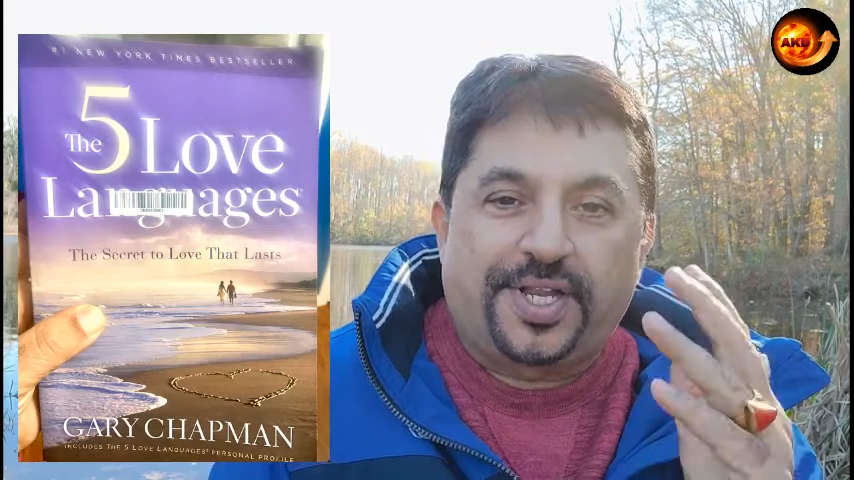 #1 NEW YORK TIMES BESTSELLER
The 5 Love
Languages
The Secret to Love That Lasts
GARY CHAPMAN
INCLUDES THE 5 LOVE LANGUAGES® PERSONAL PROFILE
AKB